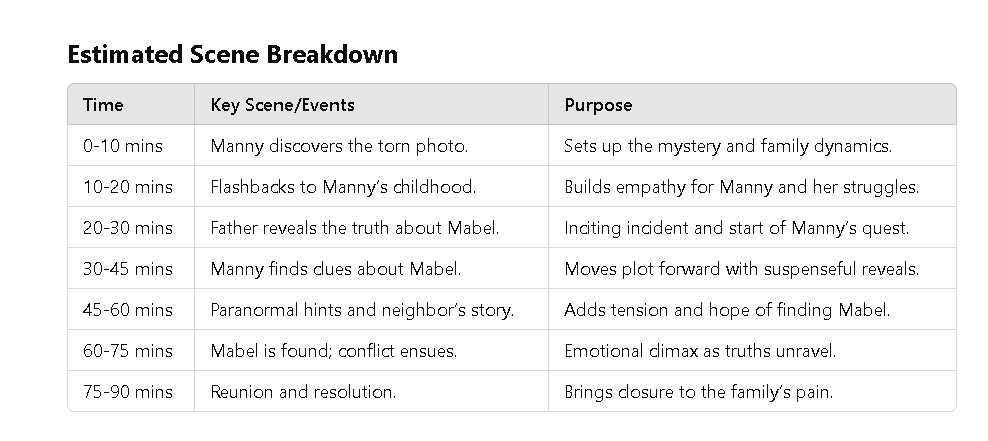 Estimated Scene Breakdown
Time Key Scene/Events Purpose
0-10 mins Manny discovers the torn photo. Sets up the mystery and family dynamics.
10-20 mins Flashbacks to Manny’s childhood. Builds empathy for Manny and her struggles.
20-30 mins Father reveals the truth about Mabel. Inciting incident and start of Manny’s quest.
30-45 mins Manny finds clues about Mabel. Moves plot forward with suspenseful reveals.
45-60 mins Paranormal hints and neighbor’s story. Adds tension and hope of finding Mabel.
60-75 mins Mabel is found; conflict ensues. Emotional climax as truths unravel.
75-90 mins Reunion and resolution. Brings closure to the family’s pain.